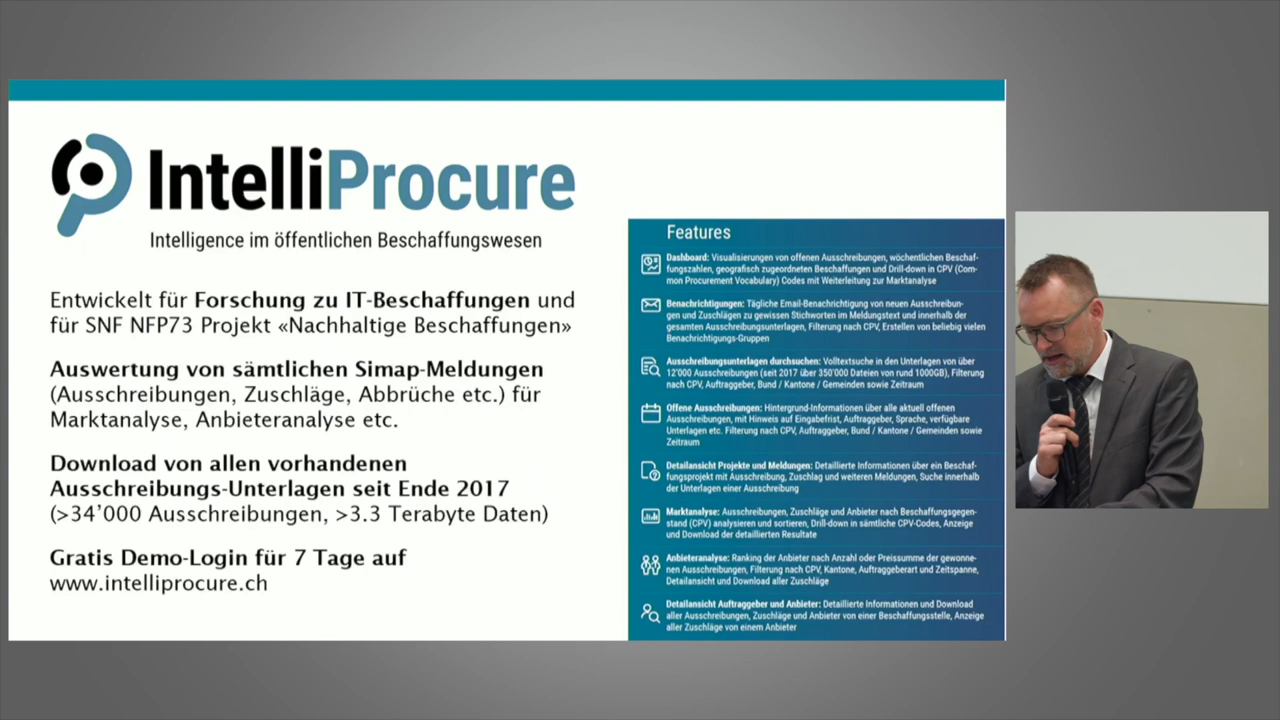 IntelliProcure
Intelligence im öffentlichen Beschaffungswesen
Entwickelt für Forschung zu IT-Beschaffungen und
für SNF NFP73 Projekt «Nachhaltige Beschaffungen»
Auswertung von sämtlichen Simap-Meldungen
(Ausschreibungen, Zuschläge, Abbrüche etc.) für
Marktanalyse, Anbieteranalyse etc.
Download von allen vorhandenen
Ausschreibungs-Unterlagen seit Ende 2017
(>34'000 Ausschreibungen, >3.3 Terabyte Daten)
Gratis Demo-Login für 7 Tage auf
www.intelliprocure.ch
Features
Dashboard: Visualisierungen von offenen Ausschreibungen, wöchentlichen Beschaf-
fungszahlen, geografisch zugeordneten Beschaffungen und Drill-down in CPV (Com-
mon Procurement Vocabulary) Codes mit Weiterleitung zur Marktanalyse
Benachrichtigungen: Tägliche Email-Benachrichtigung von neuen Ausschreibun-
gen und Zuschlägen zu gewissen Stichworten im Meldungstext und innerhalb der
gesamten Ausschreibungsunterlagen, Filterung nach CPV, Erstellen von beliebig vielen
Benachrichtigungs-Gruppen
Ausschreibungsunterlagen durchsuchen: Volltextsuche in den Unterlagen von über
12'000 Ausschreibungen (seit 2017 über 350'000 Dateien von rund 1000GB), Filterung
nach CPV, Auftraggeber, Bund / Kantone / Gemeinden sowie Zeitraum
Offene Ausschreibungen: Hintergrund-Informationen über alle aktuell offenen
Ausschreibungen, mit Hinweis auf Eingabefrist, Auftraggeber, Sprache, verfügbare
Unterlagen etc. Filterung nach CPV, Auftraggeber, Bund / Kantone / Gemeinden sowie
Zeitraum
Detailansicht Projekte und Meldungen: Detaillierte Informationen über ein Beschaf-
fungsprojekt mit Ausschreibung, Zuschlag und weiteren Meldungen, Suche innerhalb
der Unterlagen einer Ausschreibung
Marktanalyse: Ausschreibungen, Zuschläge und Anbieter nach Beschaffungsgegen-
stand (CPV) analysieren und sortieren, Drill-down in sämtliche CPV-Codes, Anzeige
und Download der detaillierten Resultate
Anbieteranalyse: Ranking der Anbieter nach Anzahl oder Preissumme der gewonne-
nen Ausschreibungen, Filterung nach CPV, Kantone, Auftraggeberart und Zeitspanne,
Detailansicht und Download aller Zuschläge
Detailansicht Auftraggeber und Anbieter: Detaillierte Informationen und Download
aller Ausschreibungen, Zuschläge und Anbieter von einer Beschaffungsstelle, Anzeige
aller Zuschläge von einem Anbieter